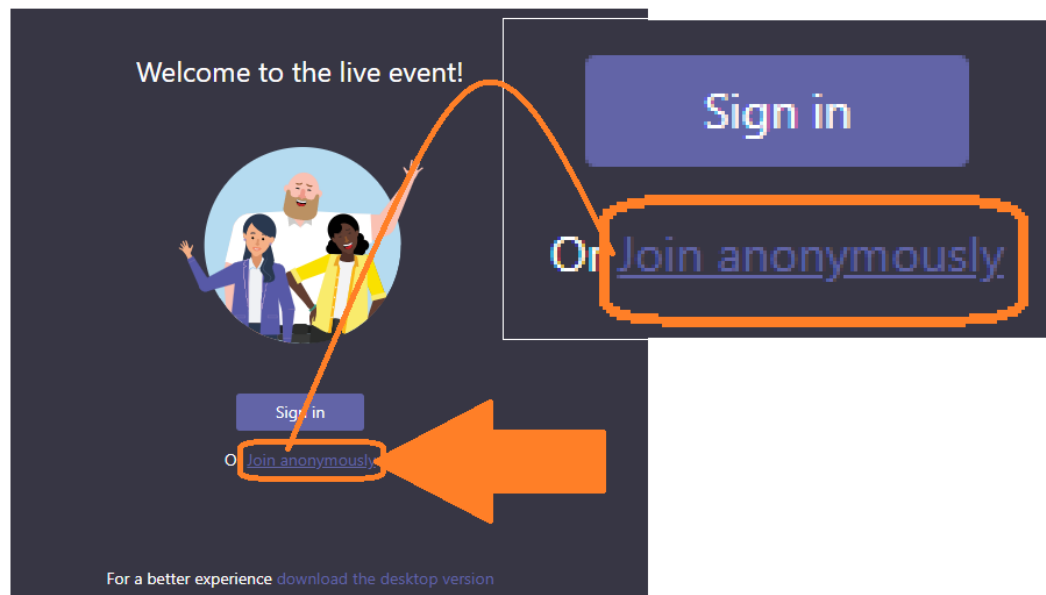 Welcome to the live event!
Sign in
Or Join anonymously
Sign in
O Join anonymously
For a better experience download the desktop version